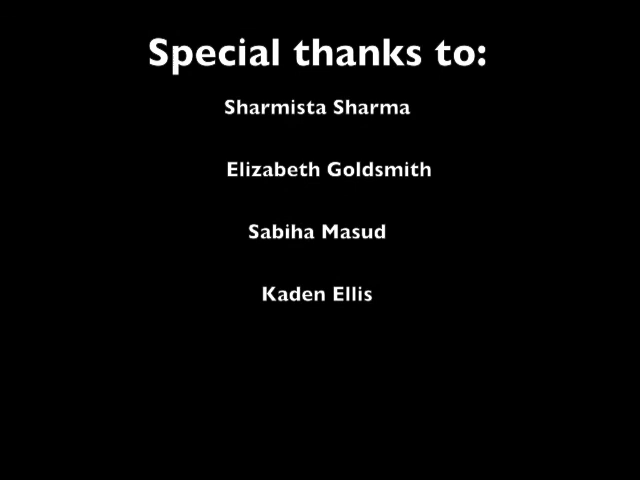 Special thanks to:
Sharmista Sharma
Elizabeth Goldsmith
Sabiha Masud
Kaden Ellis